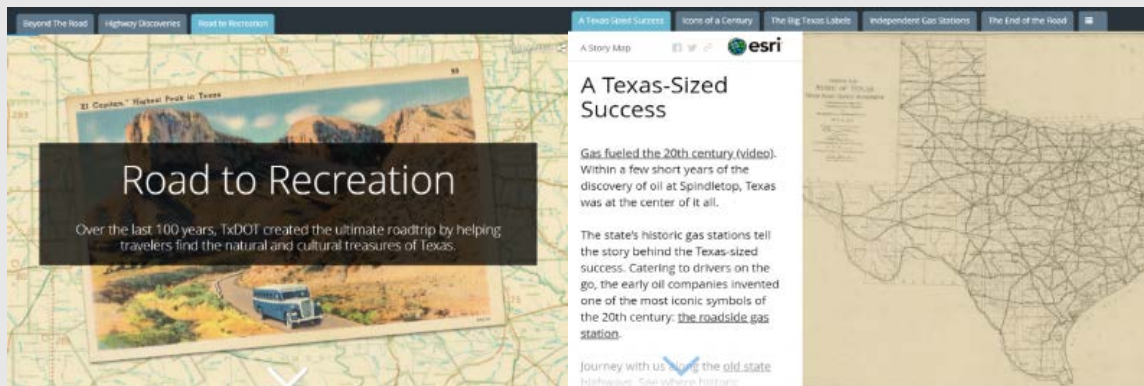 Beyond The Road
Highway Discoveries
Road to Recreation
"El Capitan," Highest Peak in Texas
Road to Recreation
Over the last 100 years, TxDOT created the ultimate roadtrip by helping
travelers find the natural and cultural treasures of Texas.
A Texas-Sized Success
Icons of a Century
The Big Texas Labels
Independent Gas Stations
The End of the Road
A Story Map
esri
A Texas-Sized
Success
Gas fueled the 20th century (video).
Within a few short years of the
discovery of oil at Spindletop, Texas
was at the center of it all.
The state's historic gas stations tell
the story behind the Texas-sized
success. Catering to drivers on the
go, the early oil companies invented
one of the most iconic symbols of
the 20th century: the roadside gas
station.
Journey with us along the old state
highways. See where historic